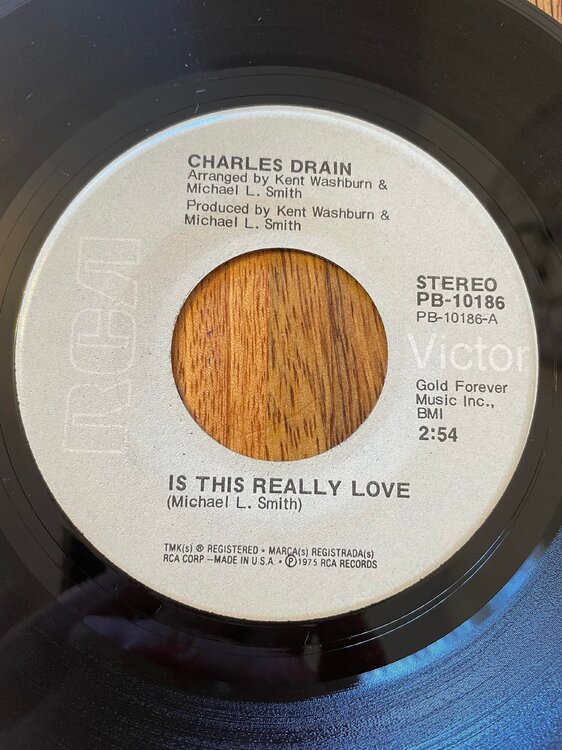 CHARLES DRAIN
Arranged by Kent Washburn &
Michael L. Smith
Produced by Kent Washburn &
Michael L. Smith
RCA
STEREO
PB-10186
PB-10186-A
Victor
Gold Forever
Music Inc.,
BMI
2:54
IS THIS REALLY LOVE
(Michael L. Smith)
TMK(s) ® REGISTERED • MARCA(s) REGISTRADA(s)
RCA CORP.—MADE IN U.S.A. • ℗ 1975 RCA RECORDS